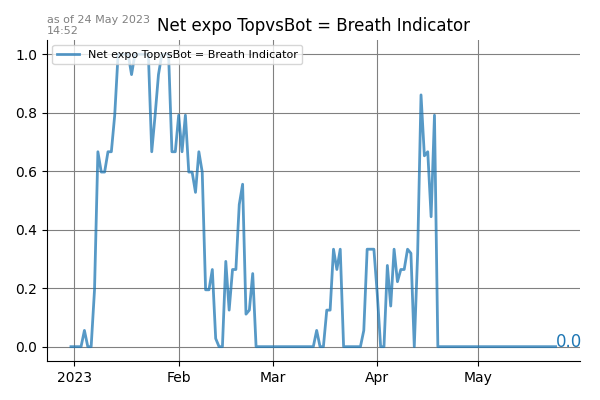 as of 24 May 2023
14:52
Net expo TopvsBot = Breath Indicator
Net expo TopvsBot = Breath Indicator
1.0
0.8
0.6
0.4
0.2
0.0
0.0
2023
Feb
Mar
Apr
May